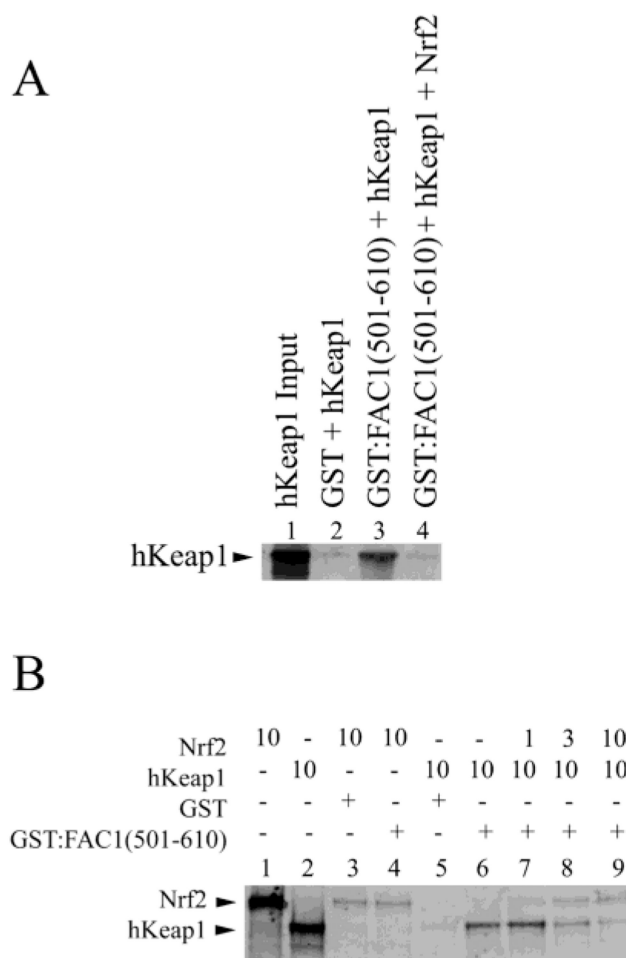 A
hKeap1 Input
GST + hKeap1
GST:FAC1(501-610) + hKeap1
GST:FAC1(501-610)+ hKeap1 + Nrf2
1 2 3 4
hKeap1
B
Nrf2 10 - 10 10 - - 1 3 10
hKeap1 - 10 - - 10 10 10 10 10
GST - - + - + - - - -
GST:FAC1(501-610) - - - + - + + + +
1 2 3 4 5 6 7 8 9
Nrf2
hKeap1